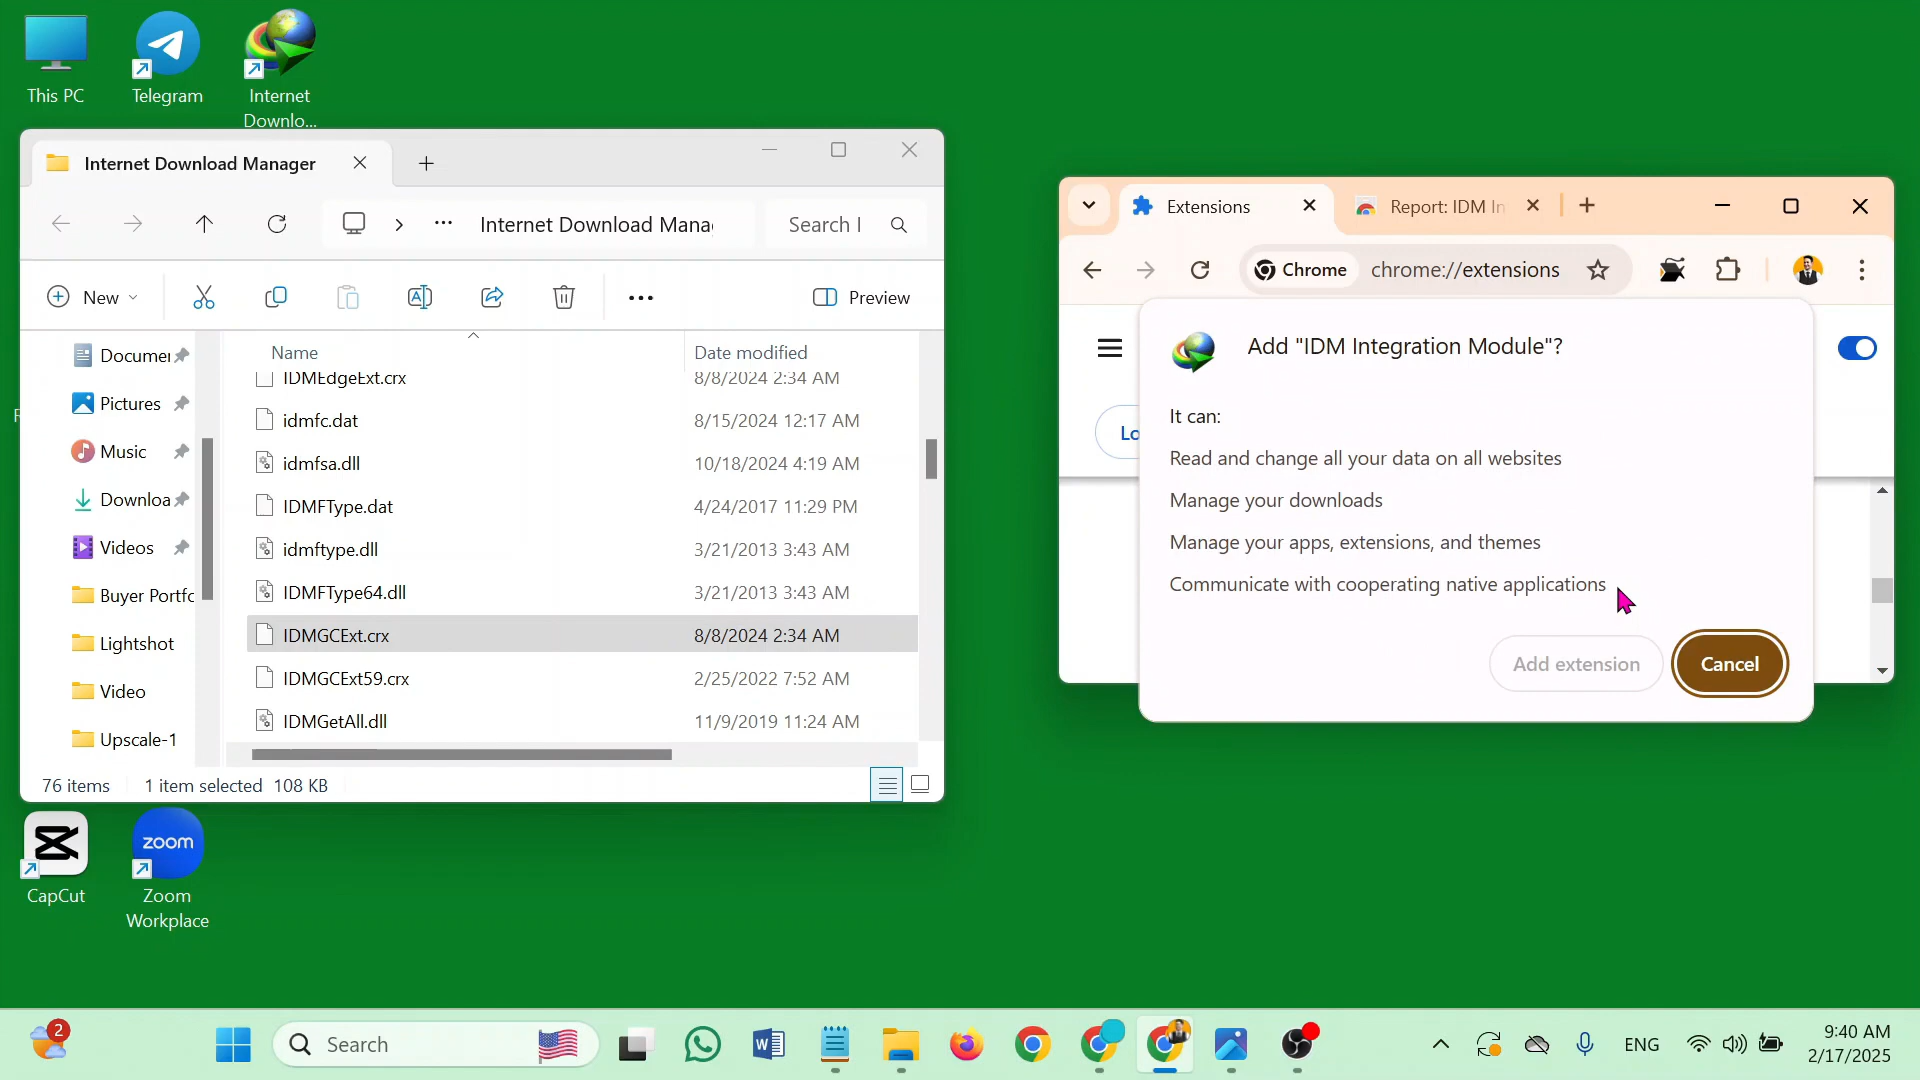 This PC
Telegram
Internet
Downlo...
Internet Download Manager
Internet Download Mana
Search I
New
Preview
Name
Date modified
Pictures
Music
Downloa
Videos
Buyer Portfo
Lightshot
Video
Upscale-1
IDMEdgeExt.crx 8/8/2024 2:34 AM
idmfc.dat 8/15/2024 12:17 AM
idmfsa.dll 10/18/2024 4:19 AM
IDMFType.dat 4/24/2017 11:29 PM
idmftype.dll 3/21/2013 3:43 AM
IDMFType64.dll 3/21/2013 3:43 AM
IDMGCExt.crx 8/8/2024 2:34 AM
IDMGCExt59.crx 2/25/2022 7:52 AM
IDMGetAll.dll 11/9/2019 11:24 AM
76 items 1 item selected 108 KB
Extensions
Report: IDM In
Chrome chrome://extensions
Lo
Add "IDM Integration Module"?
It can:
Read and change all your data on all websites
Manage your downloads
Manage your apps, extensions, and themes
Communicate with cooperating native applications
Add extension
Cancel
CapCut
zoom
Zoom
Workplace
2
Search
ENG
9:40 AM
2/17/2025